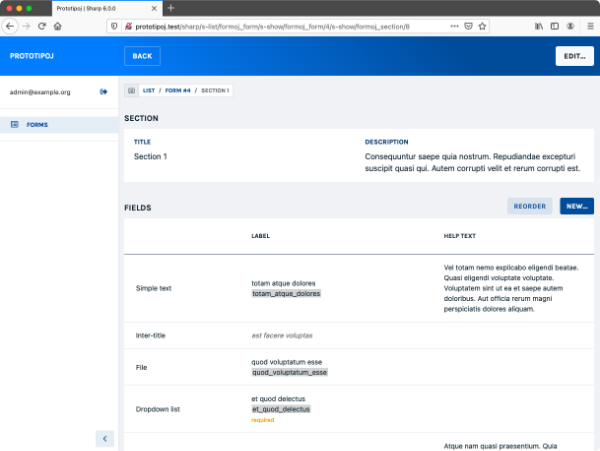 Prototipoj | Sharp 6.0.0
prototipoj.test/sharp/s-list/formoj_form/s-show/formoj_form/4/s-show/formoj_section/8
PROTOTIPOJ
BACK
EDIT...
admin@example.org
LIST / FORM #4 / SECTION 1
FORMS
SECTION
TITLE
DESCRIPTION
Section 1
Consequuntur saepe quia nostrum. Repudiandae excepturi
suscipit quasi qui. Autem corrupti velit et rerum corrupti est.
FIELDS
REORDER
NEW...
LABEL
HELP TEXT
Simple text
totam atque dolores
totam_atque_dolores
Vel totam nemo explicabo eligendi beatae.
Quasi eligendi voluptate voluptate.
Voluptatem sint ut ea et saepe autem
doloribus. Aut officia rerum magni
perspiciatis dolores aliquam.
Inter-title
est facere voluptas
File
quod voluptatum esse
quod_voluptatum_esse
Dropdown list
et quod delectus
et_quod_delectus
required
Atque nam quasi praesentium. Quia